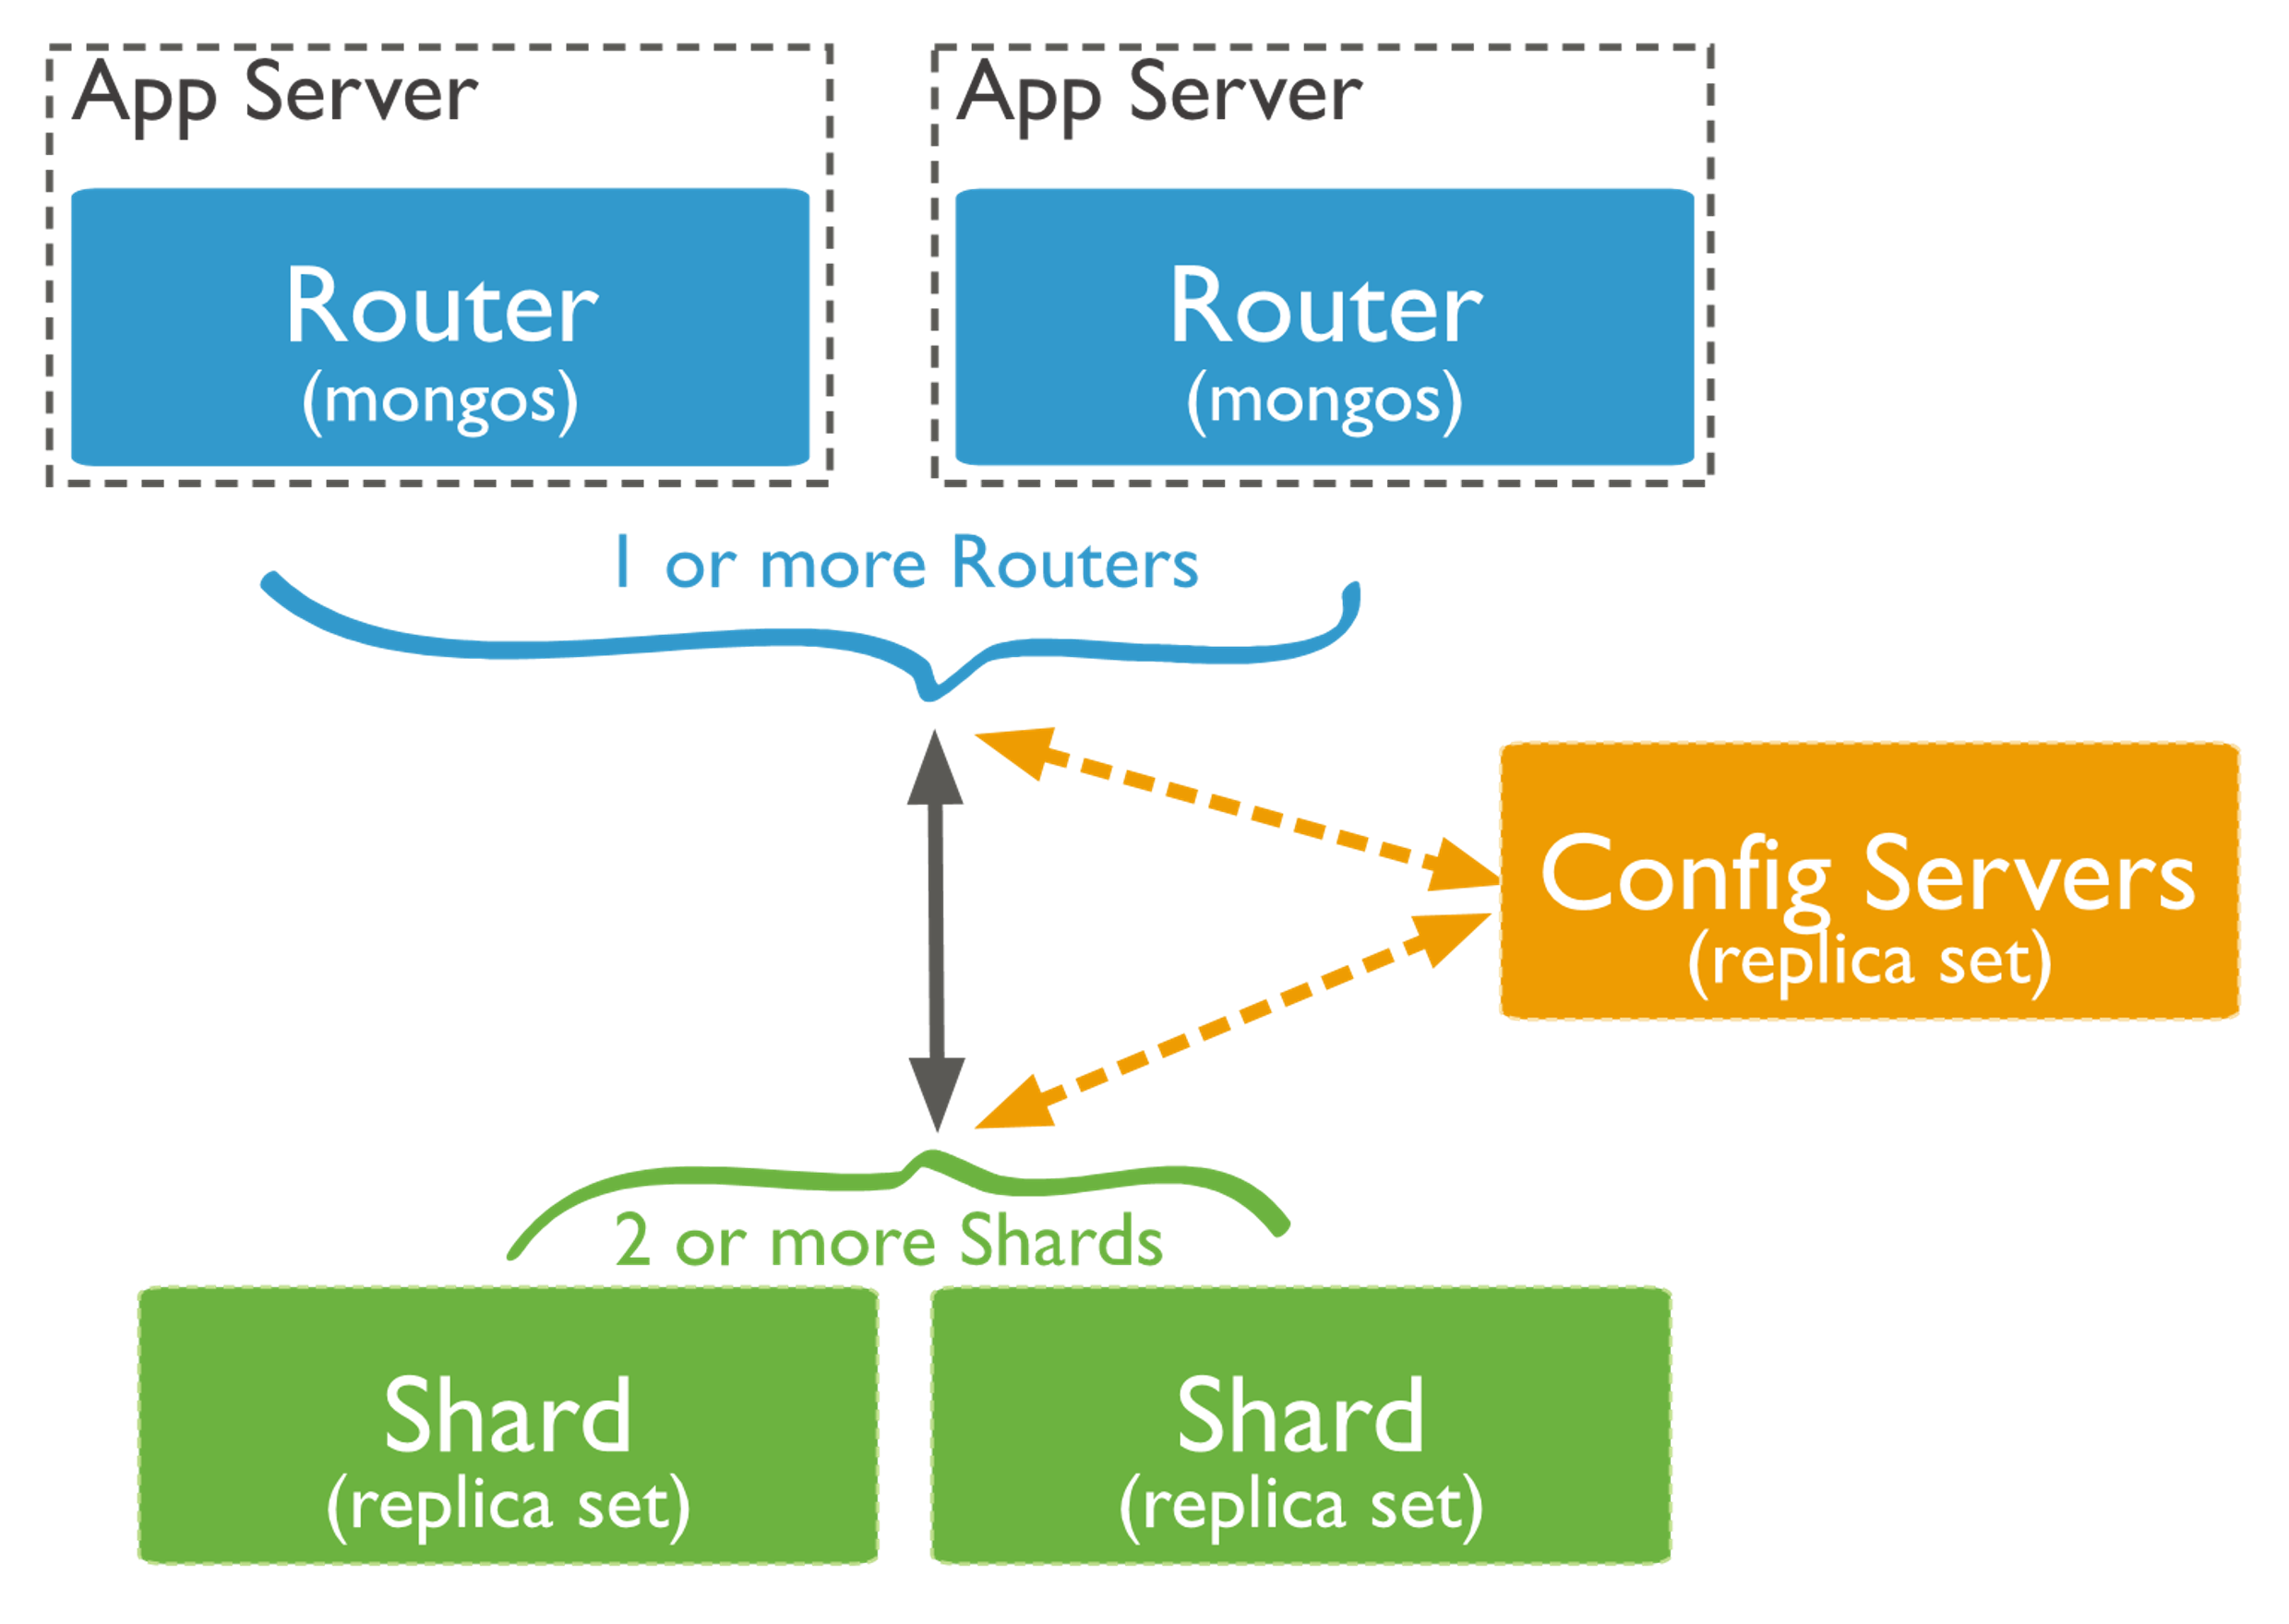 App Server
Router
(mongos)
App Server
Router
(mongos)
1 or more Routers
Config Servers
(replica set)
2 or more Shards
Shard
(replica set)
Shard
(replica set)